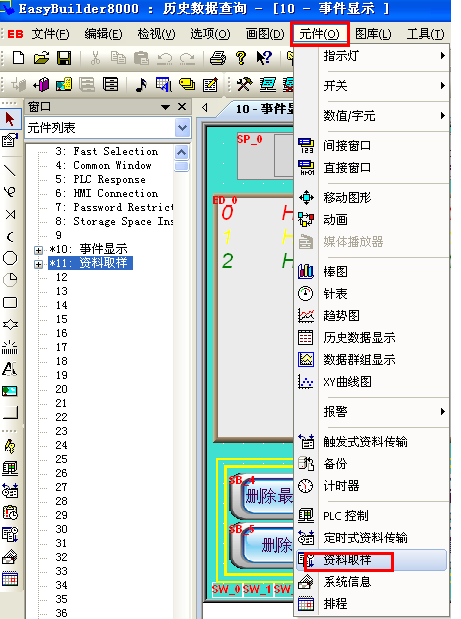 EasyBuilder8000 : 历史数据查询 - [10 - 事件显示 ]
EB 文件(F) 编辑(E) 检视(V) 选项(O) 画图(D) 元件(O) 图库(L) 工具(T)
窗口
元件列表
3: Fast Selection
4: Common Window
5: PLC Response
6: HMI Connection
7: Password Restrict
8: Storage Space Ins
9
*10: 事件显示
*11: 资料取样
12
13
14
15
16
17
18
19
20
21
22
23
24
25
26
27
28
29
30
31
32
33
34
35
36
10 - 事件显
SP_0
ED_0
0 H
1 H
2 H
SB_4
删除最
SB_5
删除
SW_0 SW_1 SW_
指示灯
开关
数值/字元
间接窗口
直接窗口
移动图形
动画
媒体播放器
棒图
针表
趋势图
历史数据显示
数据群组显示
XY曲线图
报警
触发式资料传输
备份
计时器
PLC 控制
定时式资料传输
资料取样
系统信息
排程